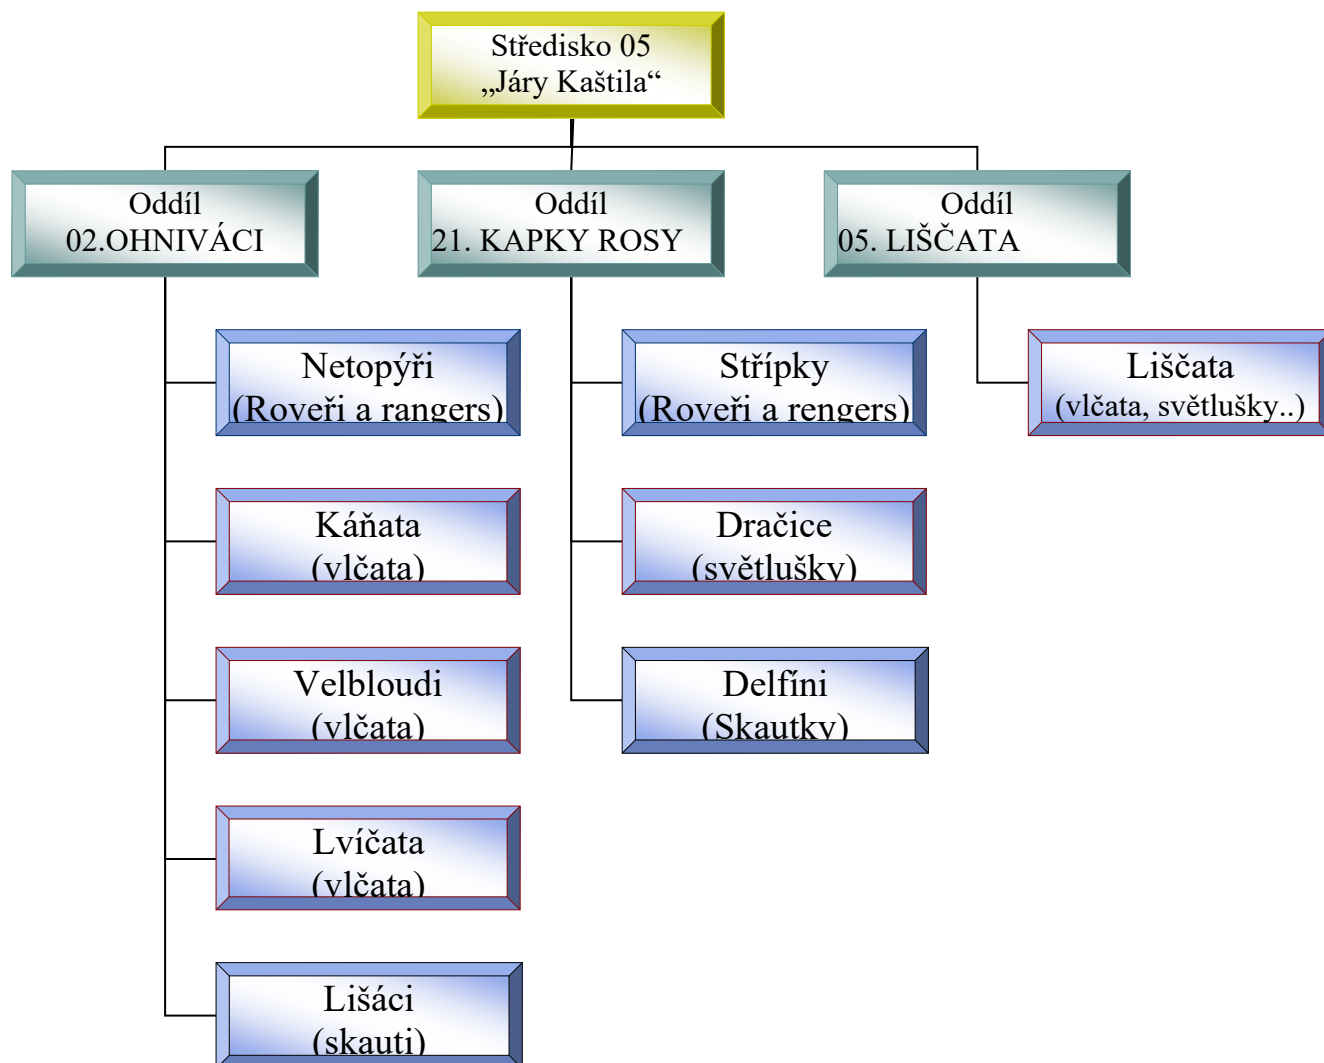 Středisko 05
„Járy Kaštila“
Oddíl
02.OHNIVÁCI
Oddíl
21. KAPKY ROSY
Oddíl
05. LIŠČATA
Netopýři
(Roveři a rangers)
Střípky
(Roveři a rengers)
Liščata
(vlčata, světlušky..)
Káňata
(vlčata)
Dračice
(světlušky)
Velbloudi
(vlčata)
Delfíni
(Skautky)
Lvíčata
(vlčata)
Lišáci
(skauti)